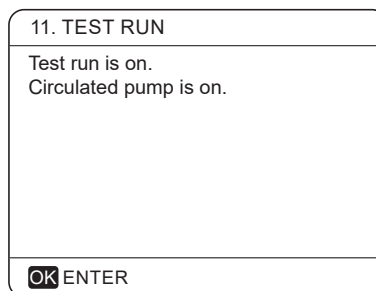 11. TEST RUN
Test run is on.
Circulated pump is on.
OK ENTER